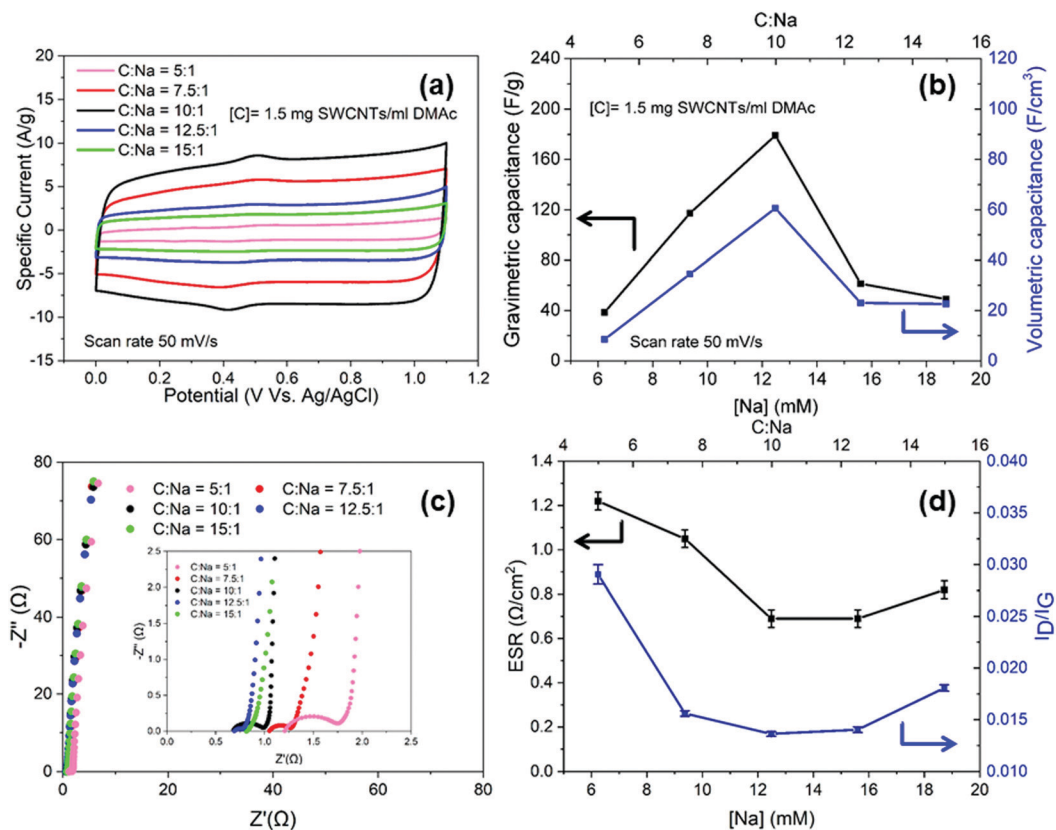 (a)
C:Na = 5:1
C:Na = 7.5:1
C:Na = 10:1
C:Na = 12.5:1
C:Na = 15:1
[C]= 1.5 mg SWCNTs/ml DMAc
Scan rate 50 mV/s
Specific Current (A/g)
20
15
10
5
0
-5
-10
-15
0.0 0.2 0.4 0.6 0.8 1.0 1.2
Potential (V Vs. Ag/AgCl)
C:Na
4 6 8 10 12 14 16
(b)
[C]= 1.5 mg SWCNTs/ml DMAc
Scan rate 50 mV/s
Gravimetric capacitance (F/g)
240
200
160
120
80
40
0
Volumetric capacitance (F/cm³)
120
100
80
60
40
20
0
6 8 10 12 14 16 18 20
[Na] (mM)
(c)
C:Na = 5:1 C:Na = 7.5:1
C:Na = 10:1 C:Na = 12.5:1
C:Na = 15:1
-Z'' (Ω)
80
60
40
20
0
0 20 40 60 80
Z'(Ω)
C:Na = 5:1
C:Na = 7.5:1
C:Na = 10:1
C:Na = 12.5:1
C:Na = 15:1
-Z'' (Ω)
2.5
2.0
1.5
1.0
0.5
0.0
0.0 0.5 1.0 1.5 2.0 2.5
Z'(Ω)
C:Na
4 6 8 10 12 14 16
(d)
ESR (Ω/cm²)
1.4
1.2
1.0
0.8
0.6
0.4
0.2
0.0
I_D/I_G
0.040
0.035
0.030
0.025
0.020
0.015
0.010
6 8 10 12 14 16 18 20
[Na] (mM)